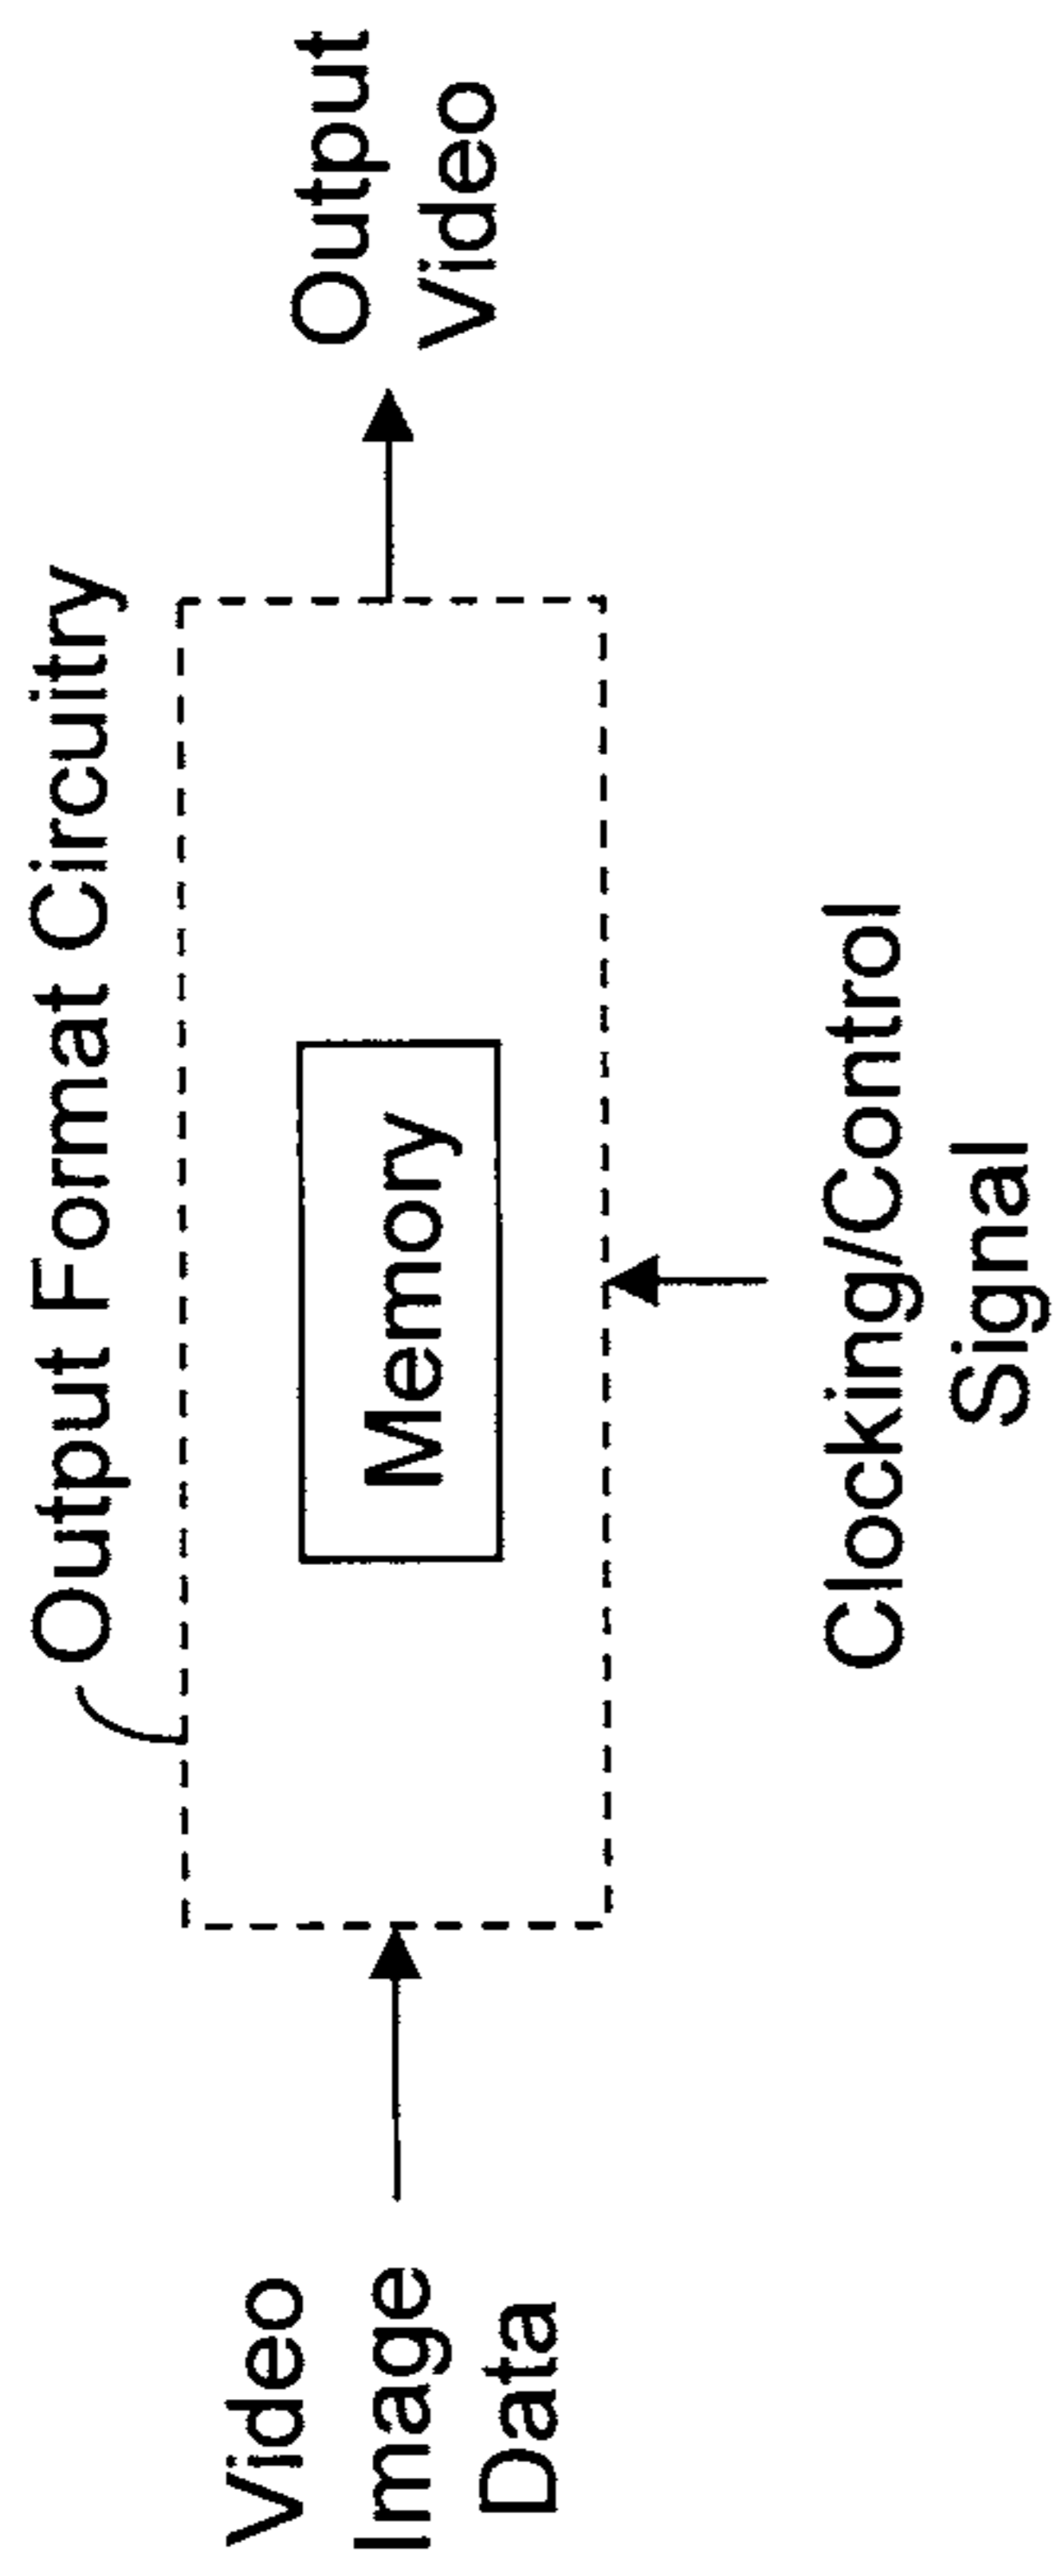 Output Format Circuitry
Video
Image
Data
Memory
Output
Video
Clocking/Control
Signal